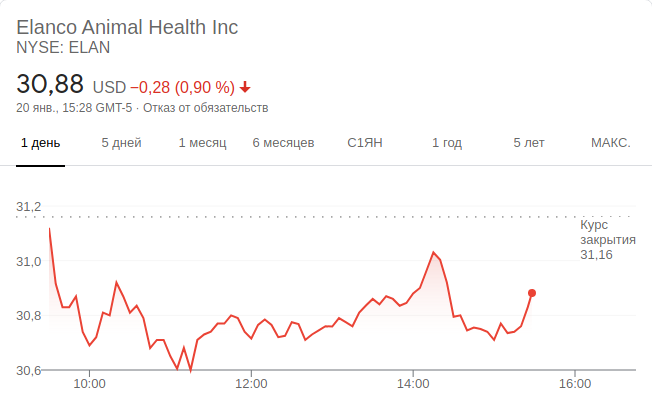 Elanco Animal Health Inc
NYSE: ELAN
30,88 USD −0,28 (0,90 %)
20 янв., 15:28 GMT-5 · Отказ от обязательств
1 день 5 дней 1 месяц 6 месяцев С1ЯН 1 год 5 лет МАКС.
31,2
Курс
закрытия
31,16
31,0
30,8
30,6
10:00 12:00 14:00 16:00